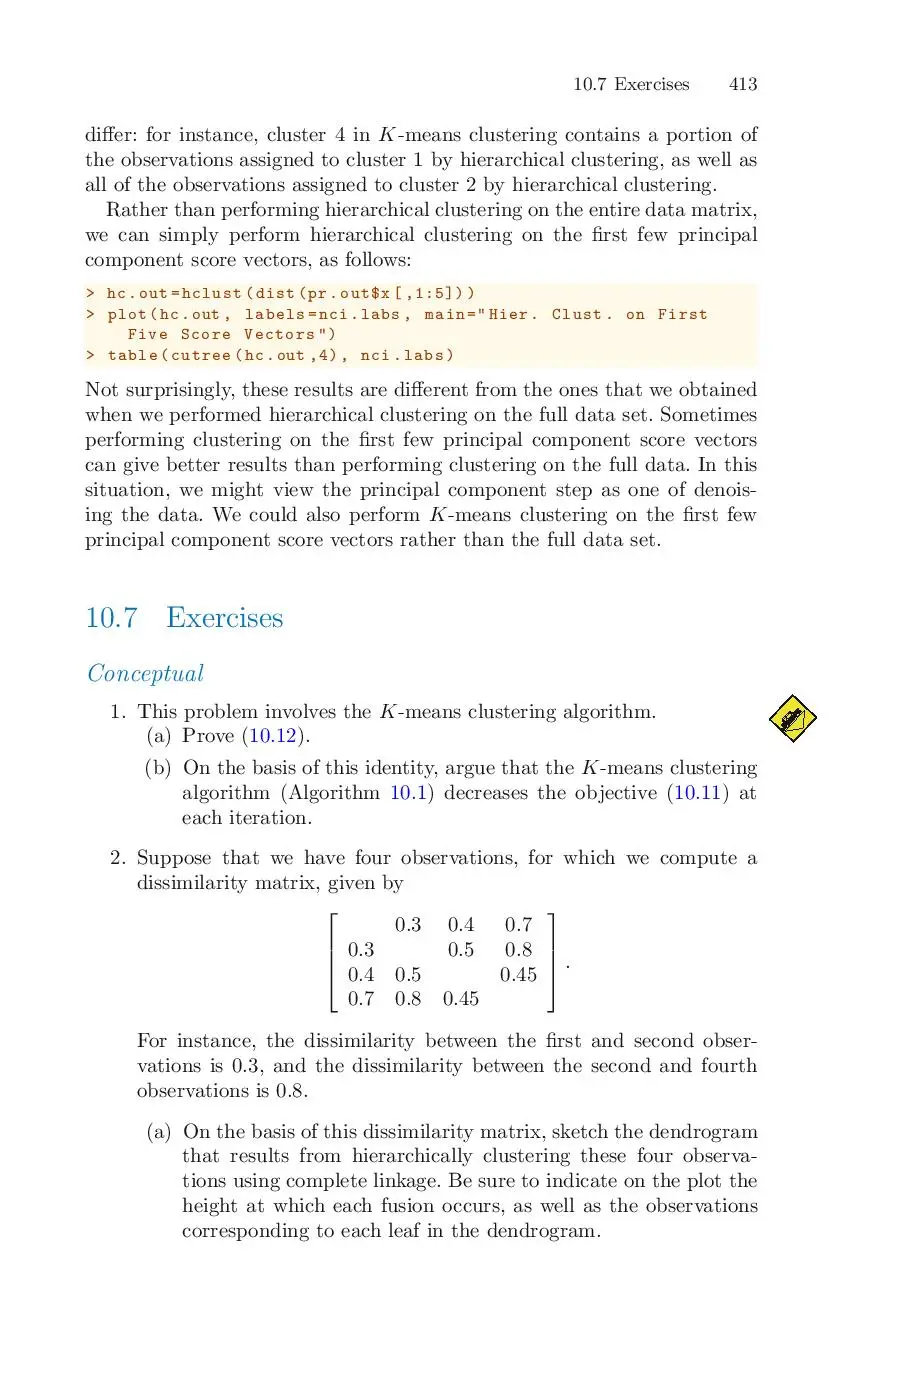 10.7 Exercises 413
differ: for instance, cluster 4 in K-means clustering contains a portion of
the observations assigned to cluster 1 by hierarchical clustering, as well as
all of the observations assigned to cluster 2 by hierarchical clustering.
Rather than performing hierarchical clustering on the entire data matrix,
we can simply perform hierarchical clustering on the first few principal
component score vectors, as follows:
> hc.out=hclust(dist(pr.out$x[,1:5]))
> plot(hc.out, labels=nci.labs, main="Hier. Clust. on First
Five Score Vectors")
> table(cutree(hc.out,4), nci.labs)
Not surprisingly, these results are different from the ones that we obtained
when we performed hierarchical clustering on the full data set. Sometimes
performing clustering on the first few principal component score vectors
can give better results than performing clustering on the full data. In this
situation, we might view the principal component step as one of denois-
ing the data. We could also perform K-means clustering on the first few
principal component score vectors rather than the full data set.
10.7 Exercises
Conceptual
1. This problem involves the K-means clustering algorithm.
(a) Prove (10.12).
(b) On the basis of this identity, argue that the K-means clustering
algorithm (Algorithm 10.1) decreases the objective (10.11) at
each iteration.
2. Suppose that we have four observations, for which we compute a
dissimilarity matrix, given by
0.3 0.4 0.7
0.3 0.5 0.8
0.4 0.5 0.45
0.7 0.8 0.45
.
For instance, the dissimilarity between the first and second obser-
vations is 0.3, and the dissimilarity between the second and fourth
observations is 0.8.
(a) On the basis of this dissimilarity matrix, sketch the dendrogram
that results from hierarchically clustering these four observa-
tions using complete linkage. Be sure to indicate on the plot the
height at which each fusion occurs, as well as the observations
corresponding to each leaf in the dendrogram.